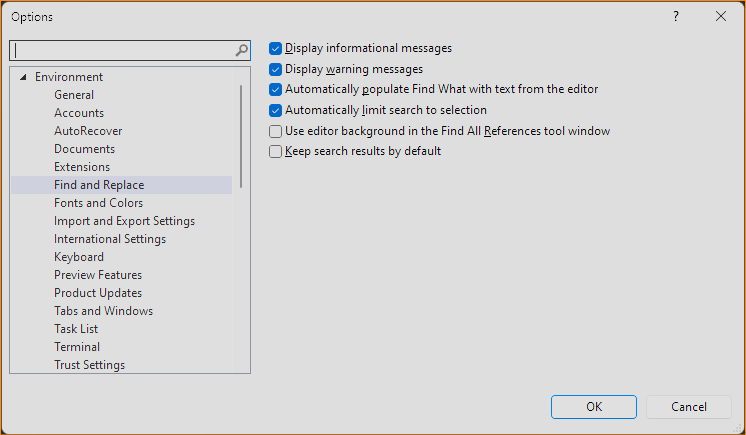 Options
?
Environment
General
Accounts
AutoRecover
Documents
Extensions
Find and Replace
Fonts and Colors
Import and Export Settings
International Settings
Keyboard
Preview Features
Product Updates
Tabs and Windows
Task List
Terminal
Trust Settings
Display informational messages
Display warning messages
Automatically populate Find What with text from the editor
Automatically limit search to selection
Use editor background in the Find All References tool window
Keep search results by default
OK
Cancel